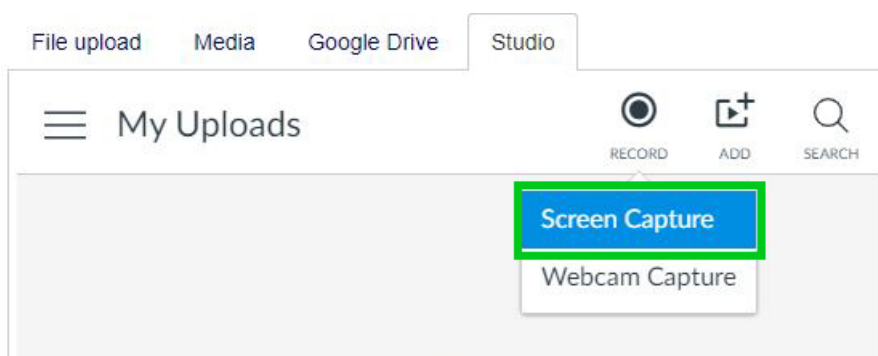 File upload Media Google Drive Studio
My Uploads
RECORD ADD SEARCH
Screen Capture
Webcam Capture